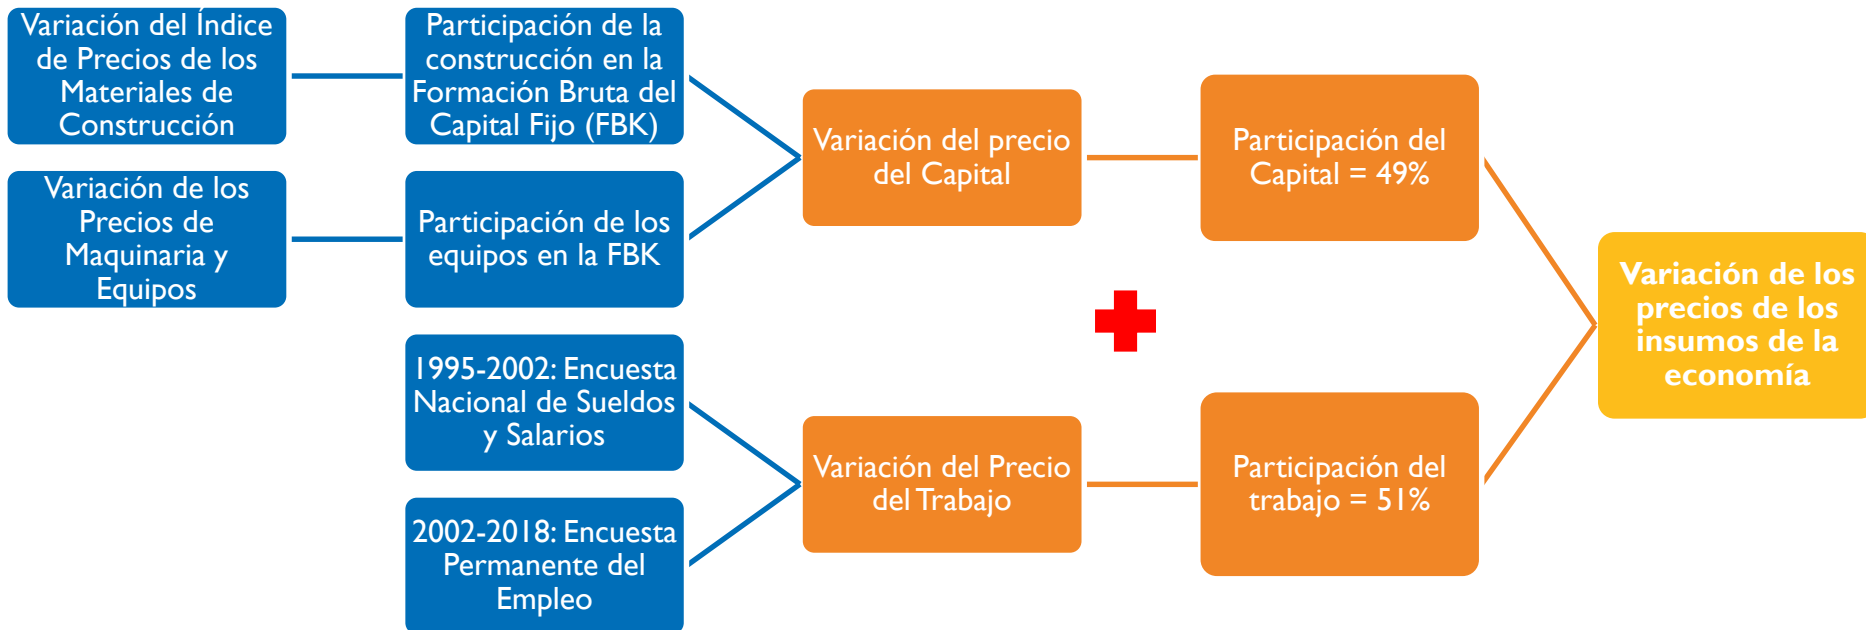 Variación del Índice
de Precios de los
Materiales de
Construcción
Participación de la
construcción en la
Formación Bruta del
Capital Fijo (FBK)
Variación de los
Precios de
Maquinaria y
Equipos
Participación de los
equipos en la FBK
Variación del precio
del Capital
Participación del
Capital = 49%
1995-2002: Encuesta
Nacional de Sueldos
y Salarios
2002-2018: Encuesta
Permanente del
Empleo
Variación del Precio
del Trabajo
Participación del
trabajo = 51%
Variación de los
precios de los
insumos de la
economía